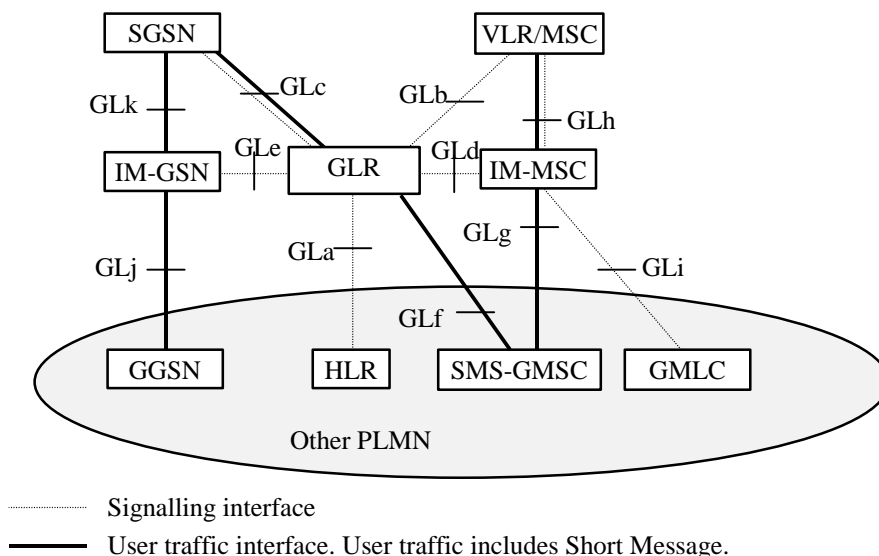 SGSN
VLR/MSC
GLc
GLb
GLk
GLh
GLe
GLd
IM-GSN
GLR
IM-MSC
GLg
GLa
GLj
GLi
GLf
GGSN
HLR
SMS-GMSC
GMLC
Other PLMN
Signalling interface
User traffic interface. User traffic includes Short Message.